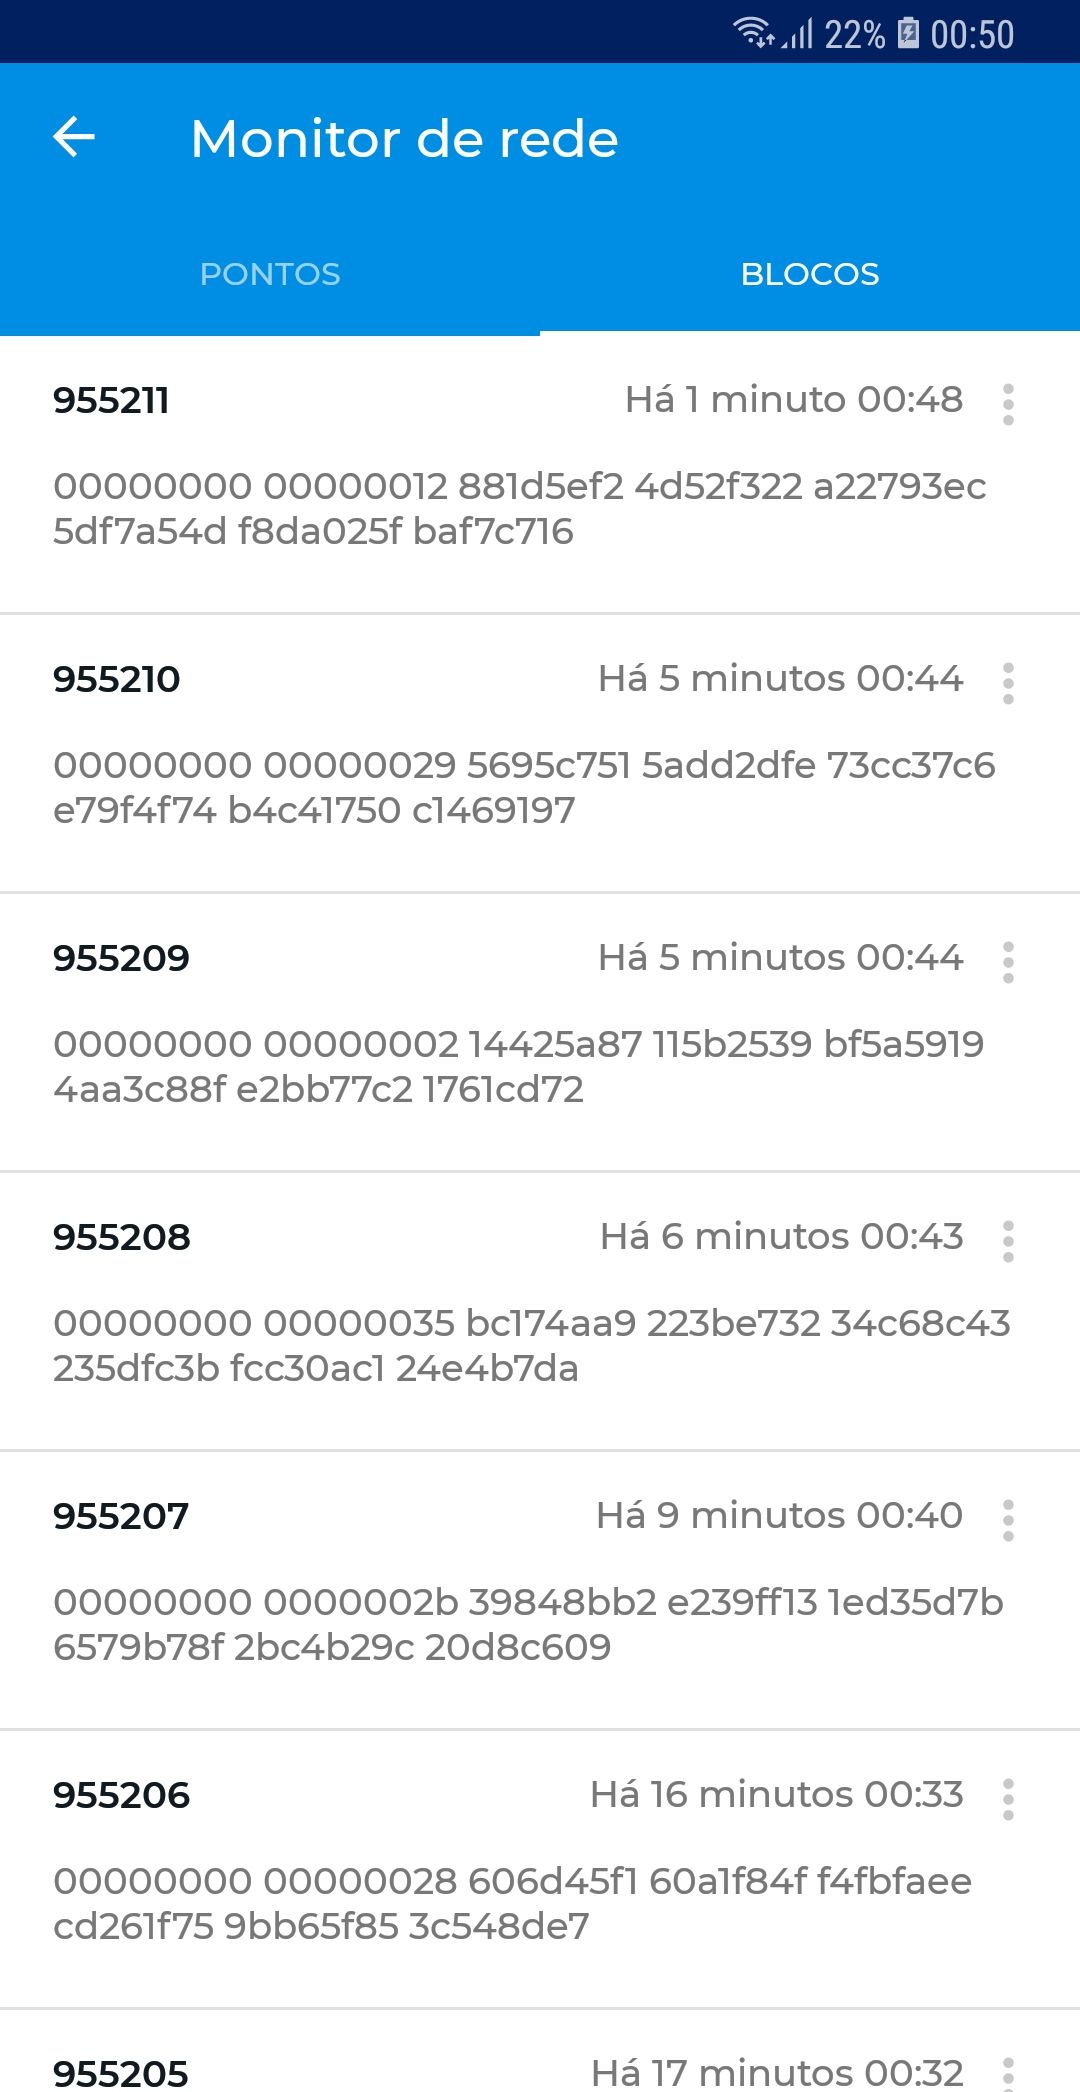 22% 00:50
Monitor de rede
PONTOS BLOCOS
955211 Há 1 minuto 00:48
00000000 00000012 881d5ef2 4d52f322 a22793ec
5df7a54d f8da025f baf7c716
955210 Há 5 minutos 00:44
00000000 00000029 5695c751 5add2dfe 73cc37c6
e79f4f74 b4c41750 c1469197
955209 Há 5 minutos 00:44
00000000 00000002 14425a87 115b2539 bf5a5919
4aa3c88f e2bb77c2 1761cd72
955208 Há 6 minutos 00:43
00000000 00000035 bc174aa9 223be732 34c68c43
235dfc3b fcc30ac1 24e4b7da
955207 Há 9 minutos 00:40
00000000 0000002b 39848bb2 e239ff13 1ed35d7b
6579b78f 2bc4b29c 20d8c609
955206 Há 16 minutos 00:33
00000000 00000028 606d45f1 60a1f84f f4fbfaee
cd261f75 9bb65f85 3c548de7
955205 Há 17 minutos 00:32